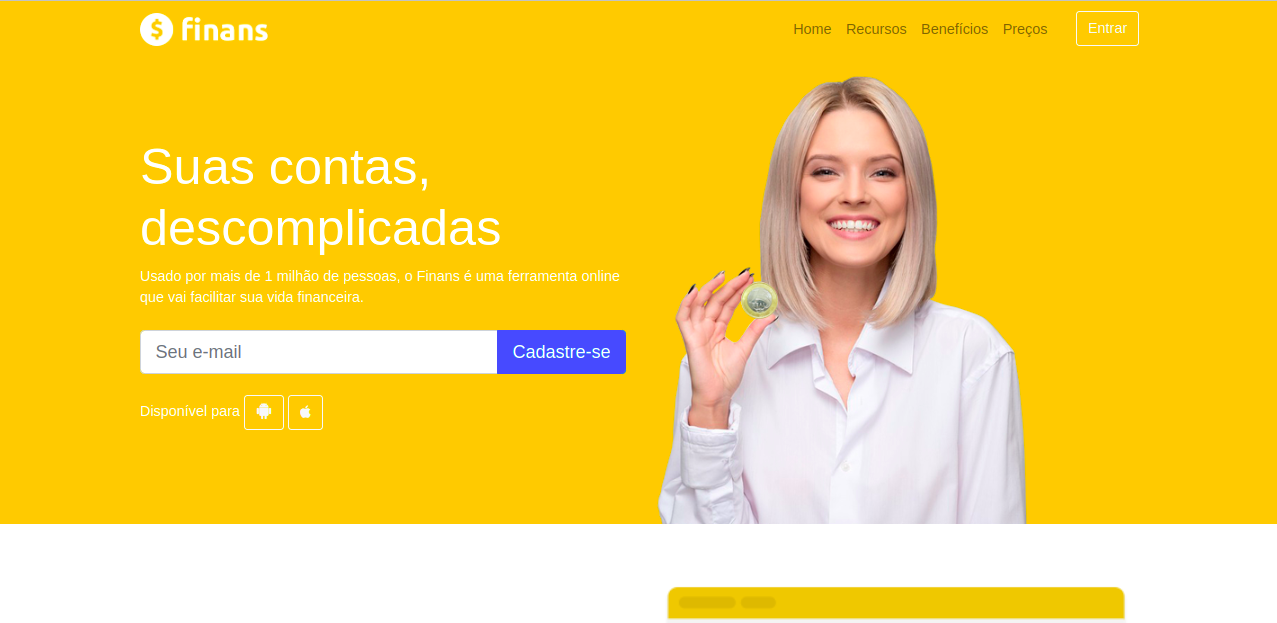 finans
Home Recursos Benefícios Preços Entrar
Suas contas,
descomplicadas
Usado por mais de 1 milhão de pessoas, o Finans é uma ferramenta online
que vai facilitar sua vida financeira.
Seu e-mail Cadastre-se
Disponível para